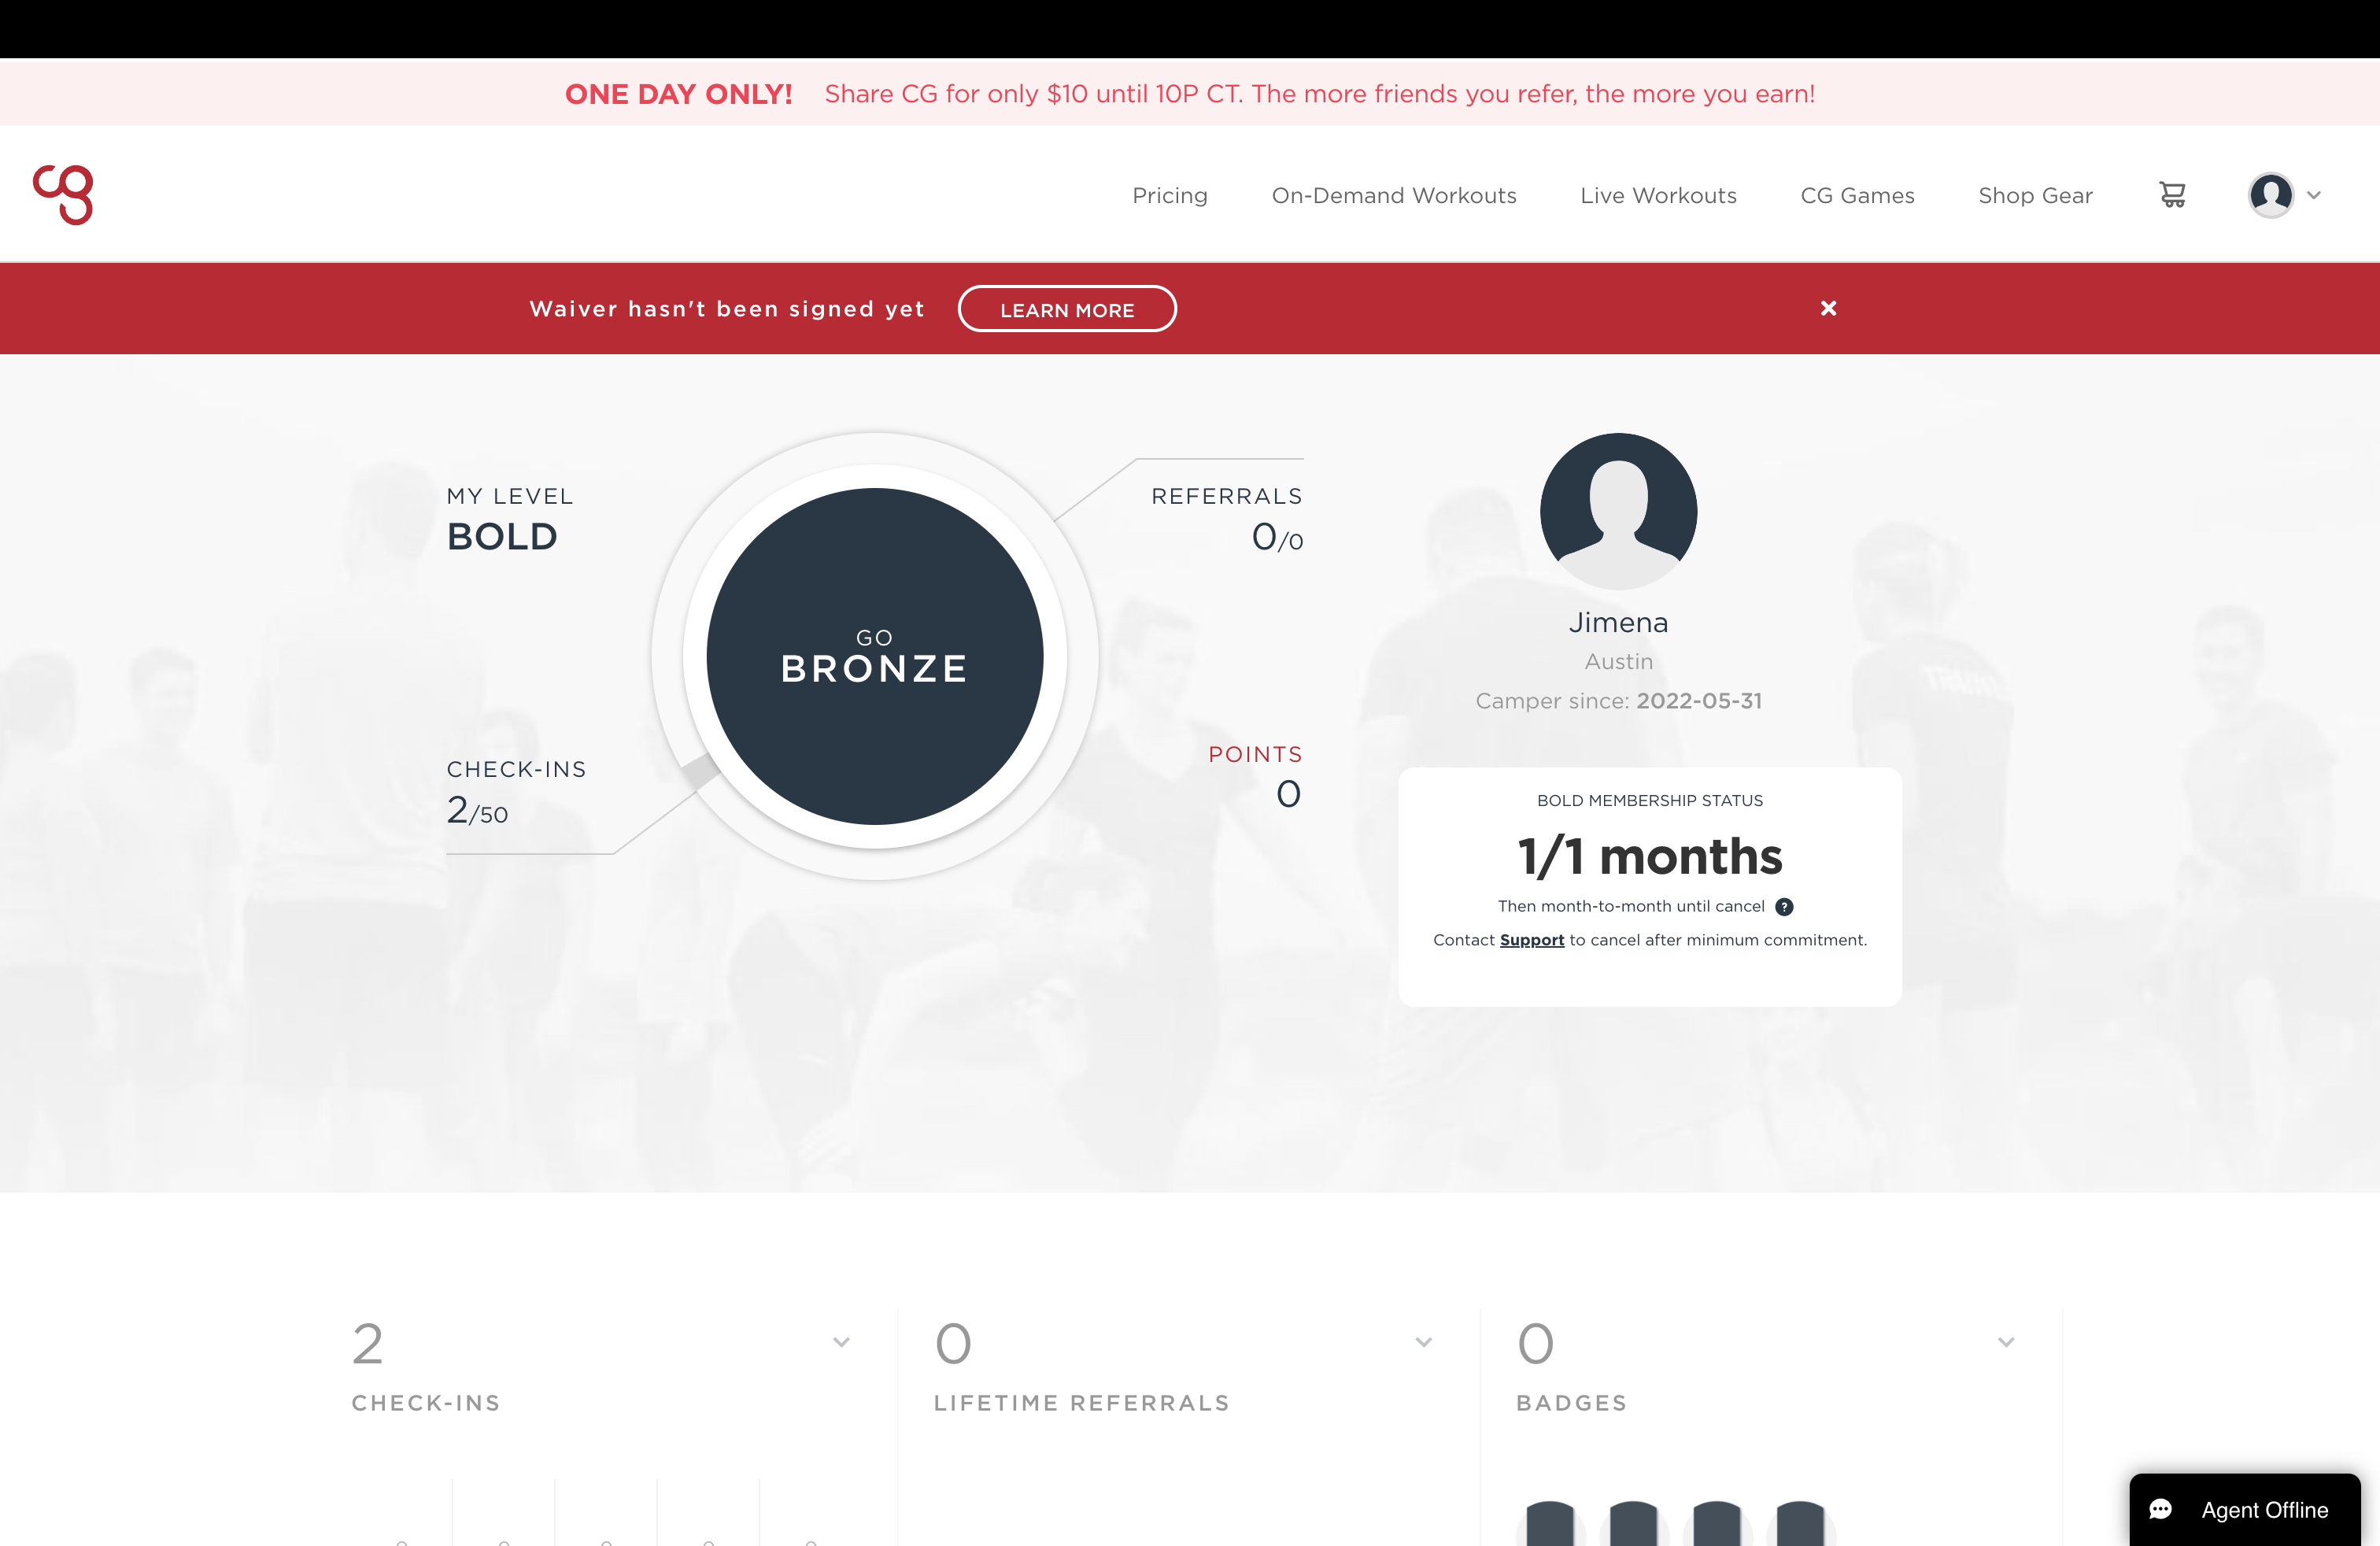 ONE DAY ONLY! Share CG for only $10 until 10P CT. The more friends you refer, the more you earn!
cg
Pricing On-Demand Workouts Live Workouts CG Games Shop Gear
Waiver hasn't been signed yet LEARN MORE
MY LEVEL
BOLD
CHECK-INS
2/50
GO
BRONZE
REFERRALS
0/0
POINTS
0
Jimena
Austin
Camper since: 2022-05-31
BOLD MEMBERSHIP STATUS
1/1 months
Then month-to-month until cancel ?
Contact Support to cancel after minimum commitment.
2
CHECK-INS
0
LIFETIME REFERRALS
0
BADGES
Agent Offline